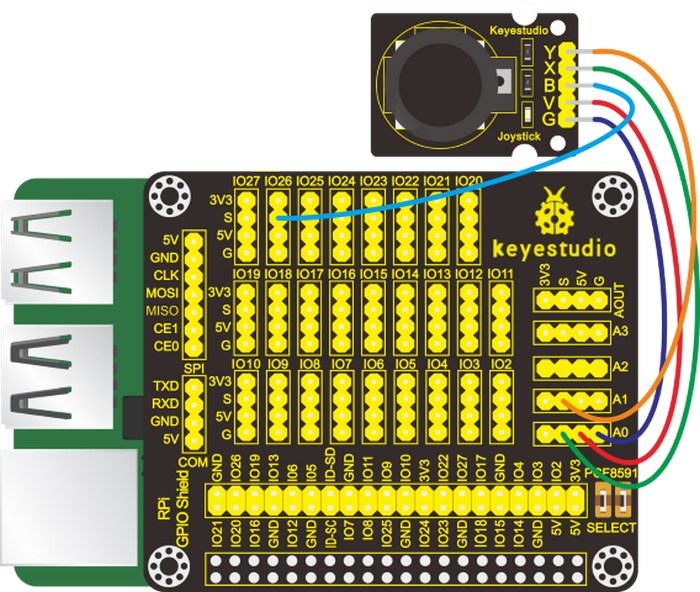 Keyestudio
Y
X
B
V
G
Joystick
IO27 IO26 IO25 IO24 IO23 IO22 IO21 IO20
3V3
S
5V
G
keyestudio
5V
GND
CLK
MOSI
MISO
CE1
CE0
SPI
IO19 IO18 IO17 IO16 IO15 IO14 IO13 IO12 IO11
3V3
S
5V
G
3V3 S 5V G
AOUT
A3
A2
A1
A0
IO10 IO9 IO8 IO7 IO6 IO5 IO4 IO3 IO2
3V3
S
5V
G
TXD
RXD
GND
5V
COM
RPi
GPIO Shield
GND IO26 IO19 IO13 IO6 IO5 ID-SD GND IO11 IO9 IO10 3V3 IO22 IO27 IO17 GND IO4 IO3 IO2 3V3
PCF8591
SELECT
IO21 IO20 IO16 GND IO12 GND ID-SC IO7 IO8 IO25 GND IO24 IO23 GND IO18 IO15 IO14 GND 5V 5V